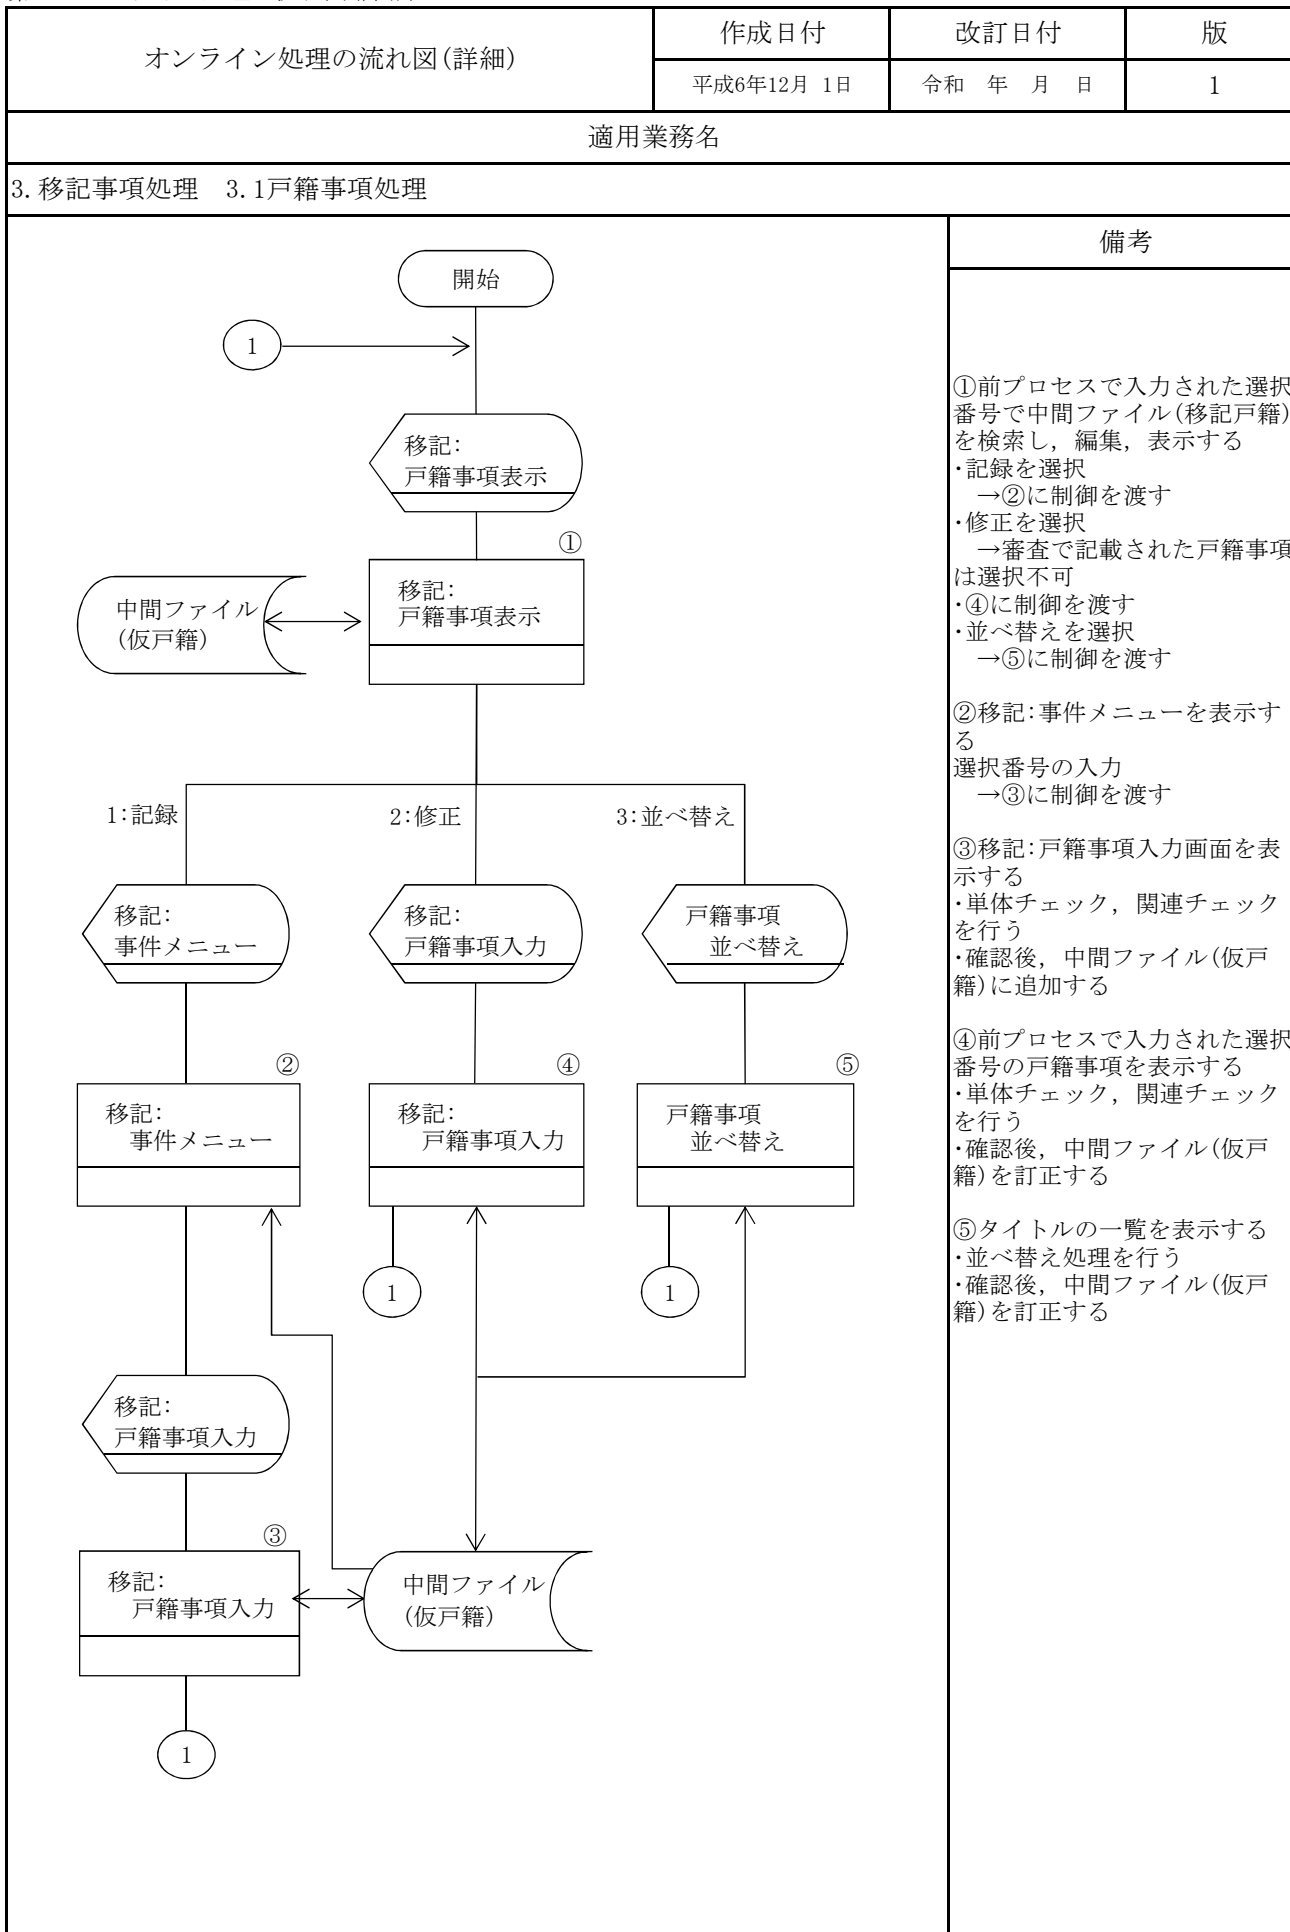 オンライン処理の流れ図(詳細)
作成日付
改訂日付
版
平成6年12月 1日
令和　年　月　日
1
適用業務名
3.移記事項処理　3.1戸籍事項処理
備考
開始
1
移記:
戸籍事項表示
①
移記:
戸籍事項表示
中間ファイル
(仮戸籍)
1:記録
2:修正
3:並べ替え
移記:
事件メニュー
移記:
戸籍事項入力
戸籍事項
並べ替え
②
移記:
事件メニュー
④
移記:
戸籍事項入力
⑤
戸籍事項
並べ替え
1
1
移記:
戸籍事項入力
③
移記:
戸籍事項入力
中間ファイル
(仮戸籍)
1
①前プロセスで入力された選択
番号で中間ファイル(移記戸籍)
を検索し，編集，表示する
・記録を選択
→②に制御を渡す
・修正を選択
→審査で記載された戸籍事項
は選択不可
・④に制御を渡す
・並べ替えを選択
→⑤に制御を渡す
②移記:事件メニューを表示す
る
選択番号の入力
→③に制御を渡す
③移記:戸籍事項入力画面を表
示する
・単体チェック，関連チェック
を行う
・確認後，中間ファイル(仮戸
籍)に追加する
④前プロセスで入力された選択
番号の戸籍事項を表示する
・単体チェック，関連チェック
を行う
・確認後，中間ファイル(仮戸
籍)を訂正する
⑤タイトルの一覧を表示する
・並べ替え処理を行う
・確認後，中間ファイル(仮戸
籍)を訂正する